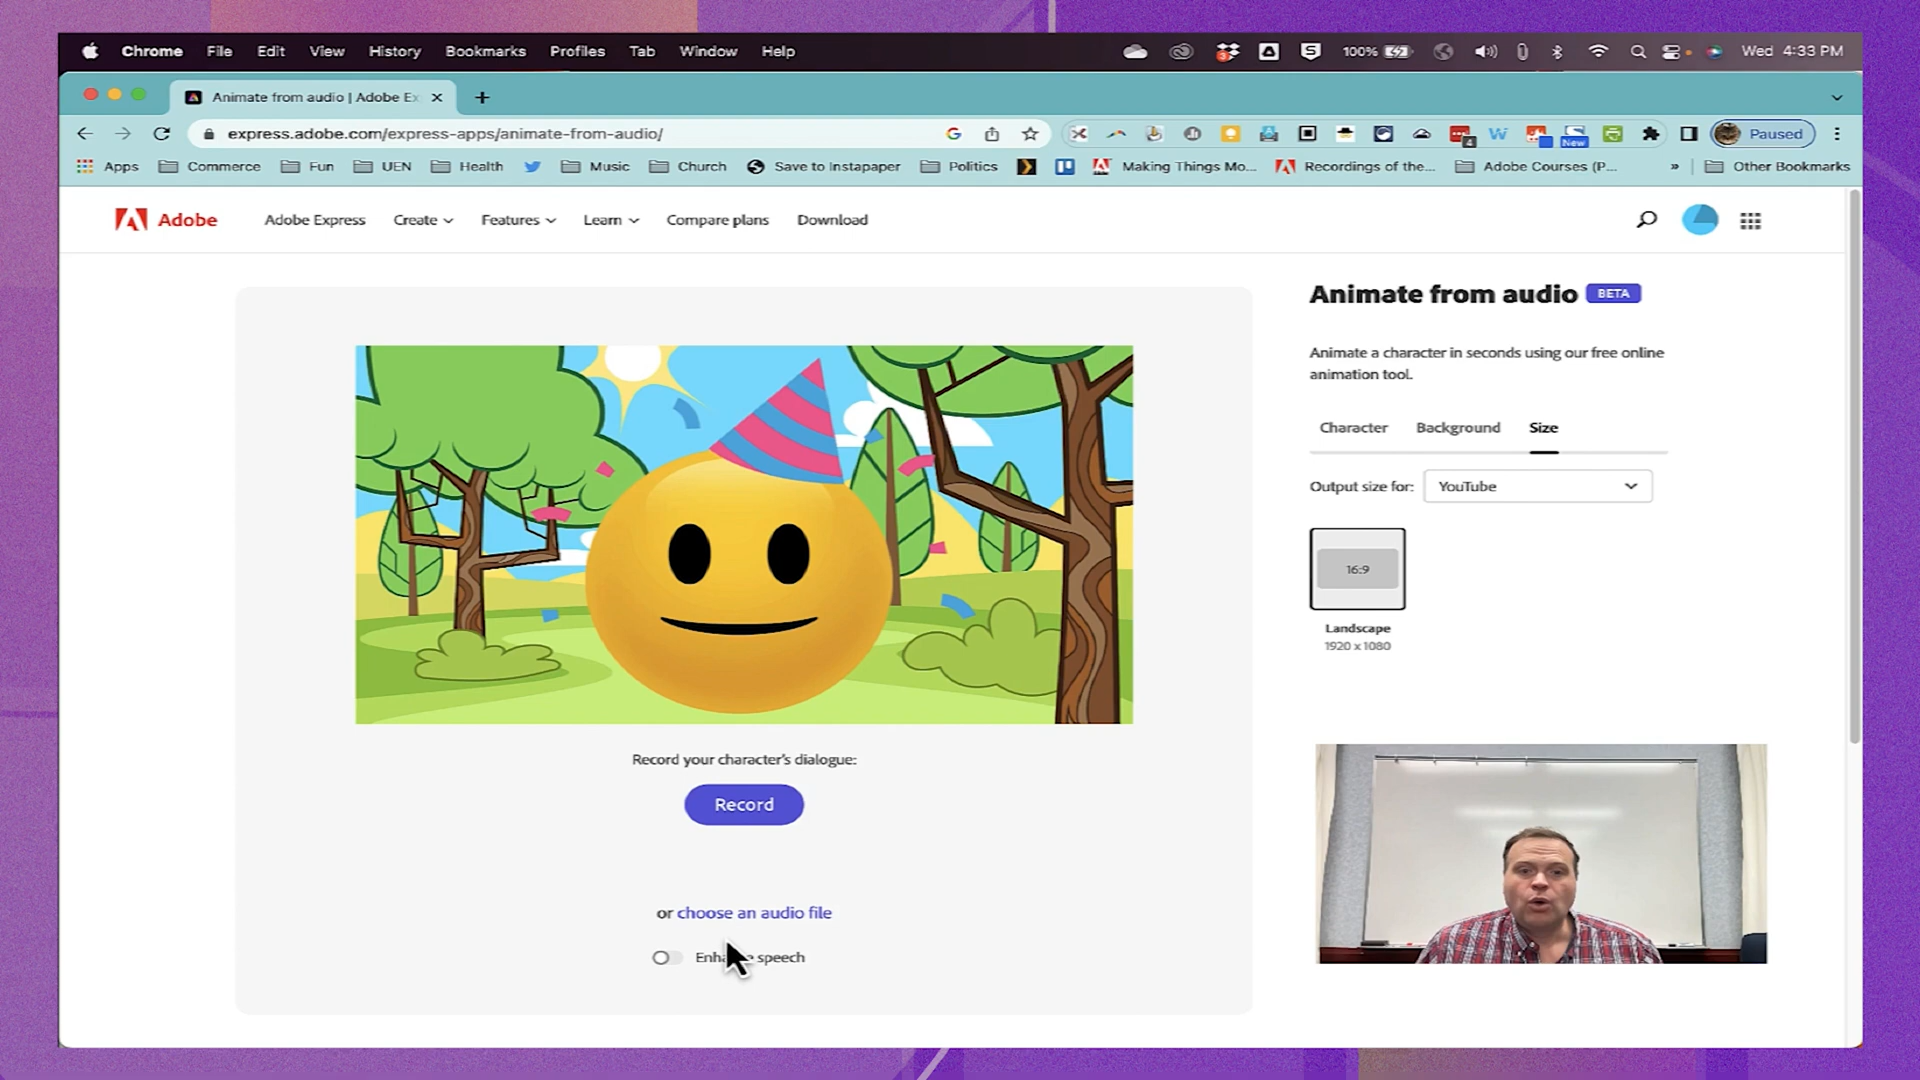 Chrome File Edit View History Bookmarks Profiles Tab Window Help 3 100% Wed 4:33 PM
Animate from audio | Adobe Ex
express.adobe.com/express-apps/animate-from-audio/ 4 New Paused
Apps Commerce Fun UEN Health Music Church Save to Instapaper Politics Making Things Mo... Recordings of the... Adobe Courses (P... » Other Bookmarks
Adobe Adobe Express Create Features Learn Compare plans Download
Animate from audio BETA
Animate a character in seconds using our free online
animation tool.
Character Background Size
Output size for: YouTube
16:9
Landscape
1920 x 1080
Record your character's dialogue:
Record
or choose an audio file
speech